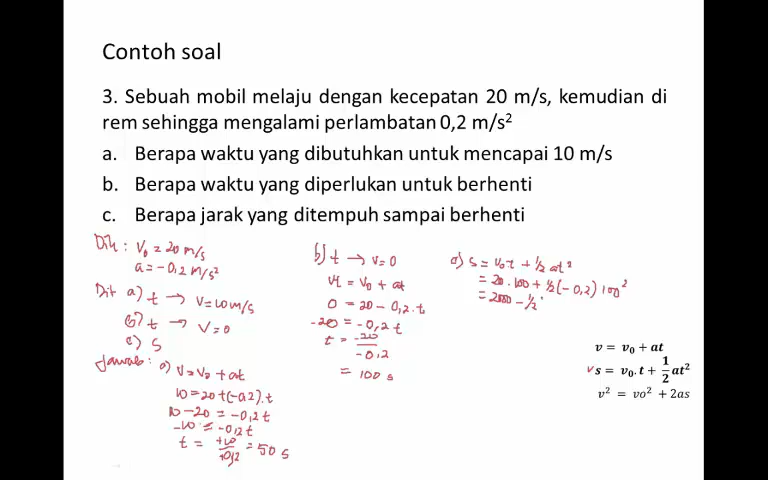 Contoh soal
3. Sebuah mobil melaju dengan kecepatan 20 m/s, kemudian di
rem sehingga mengalami perlambatan 0,2 m/s²
a. Berapa waktu yang dibutuhkan untuk mencapai 10 m/s
b. Berapa waktu yang diperlukan untuk berhenti
c. Berapa jarak yang ditempuh sampai berhenti
Dik : V₀ = 20 m/s
a = -0,2 m/s²
Dit a) t → V = 10 m/s
b) t → V = 0
c) S
Jawab : a) V = V₀ + at
10 = 20 + (-0,2) . t
10 - 20 = -0,2 t
-10 = -0,2 t
t = +10/+0,2 = 50 s
b) t → V = 0
Vt = V₀ + at
0 = 20 - 0,2 . t
-20 = -0,2 t
t = -20/-0,2
= 100 s
S = V₀t + ½ at²
= 20 . 100 + ½ (-0,2) 100²
= 2000 - ½
v = v₀ + at
v s = v₀.t + ½at²
v² = vo² + 2as